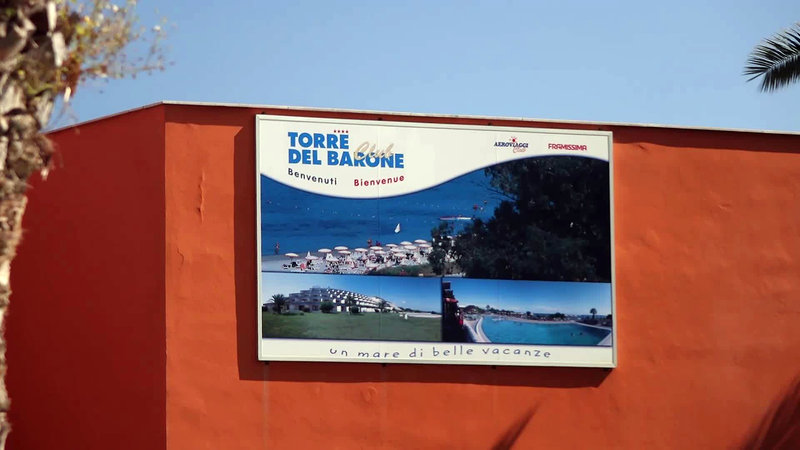 TORRE
DEL BARONE
Club
Benvenuti Bienvenue
AEROVIAGGI
Club
FRAMISSIMA
un mare di belle vacanze